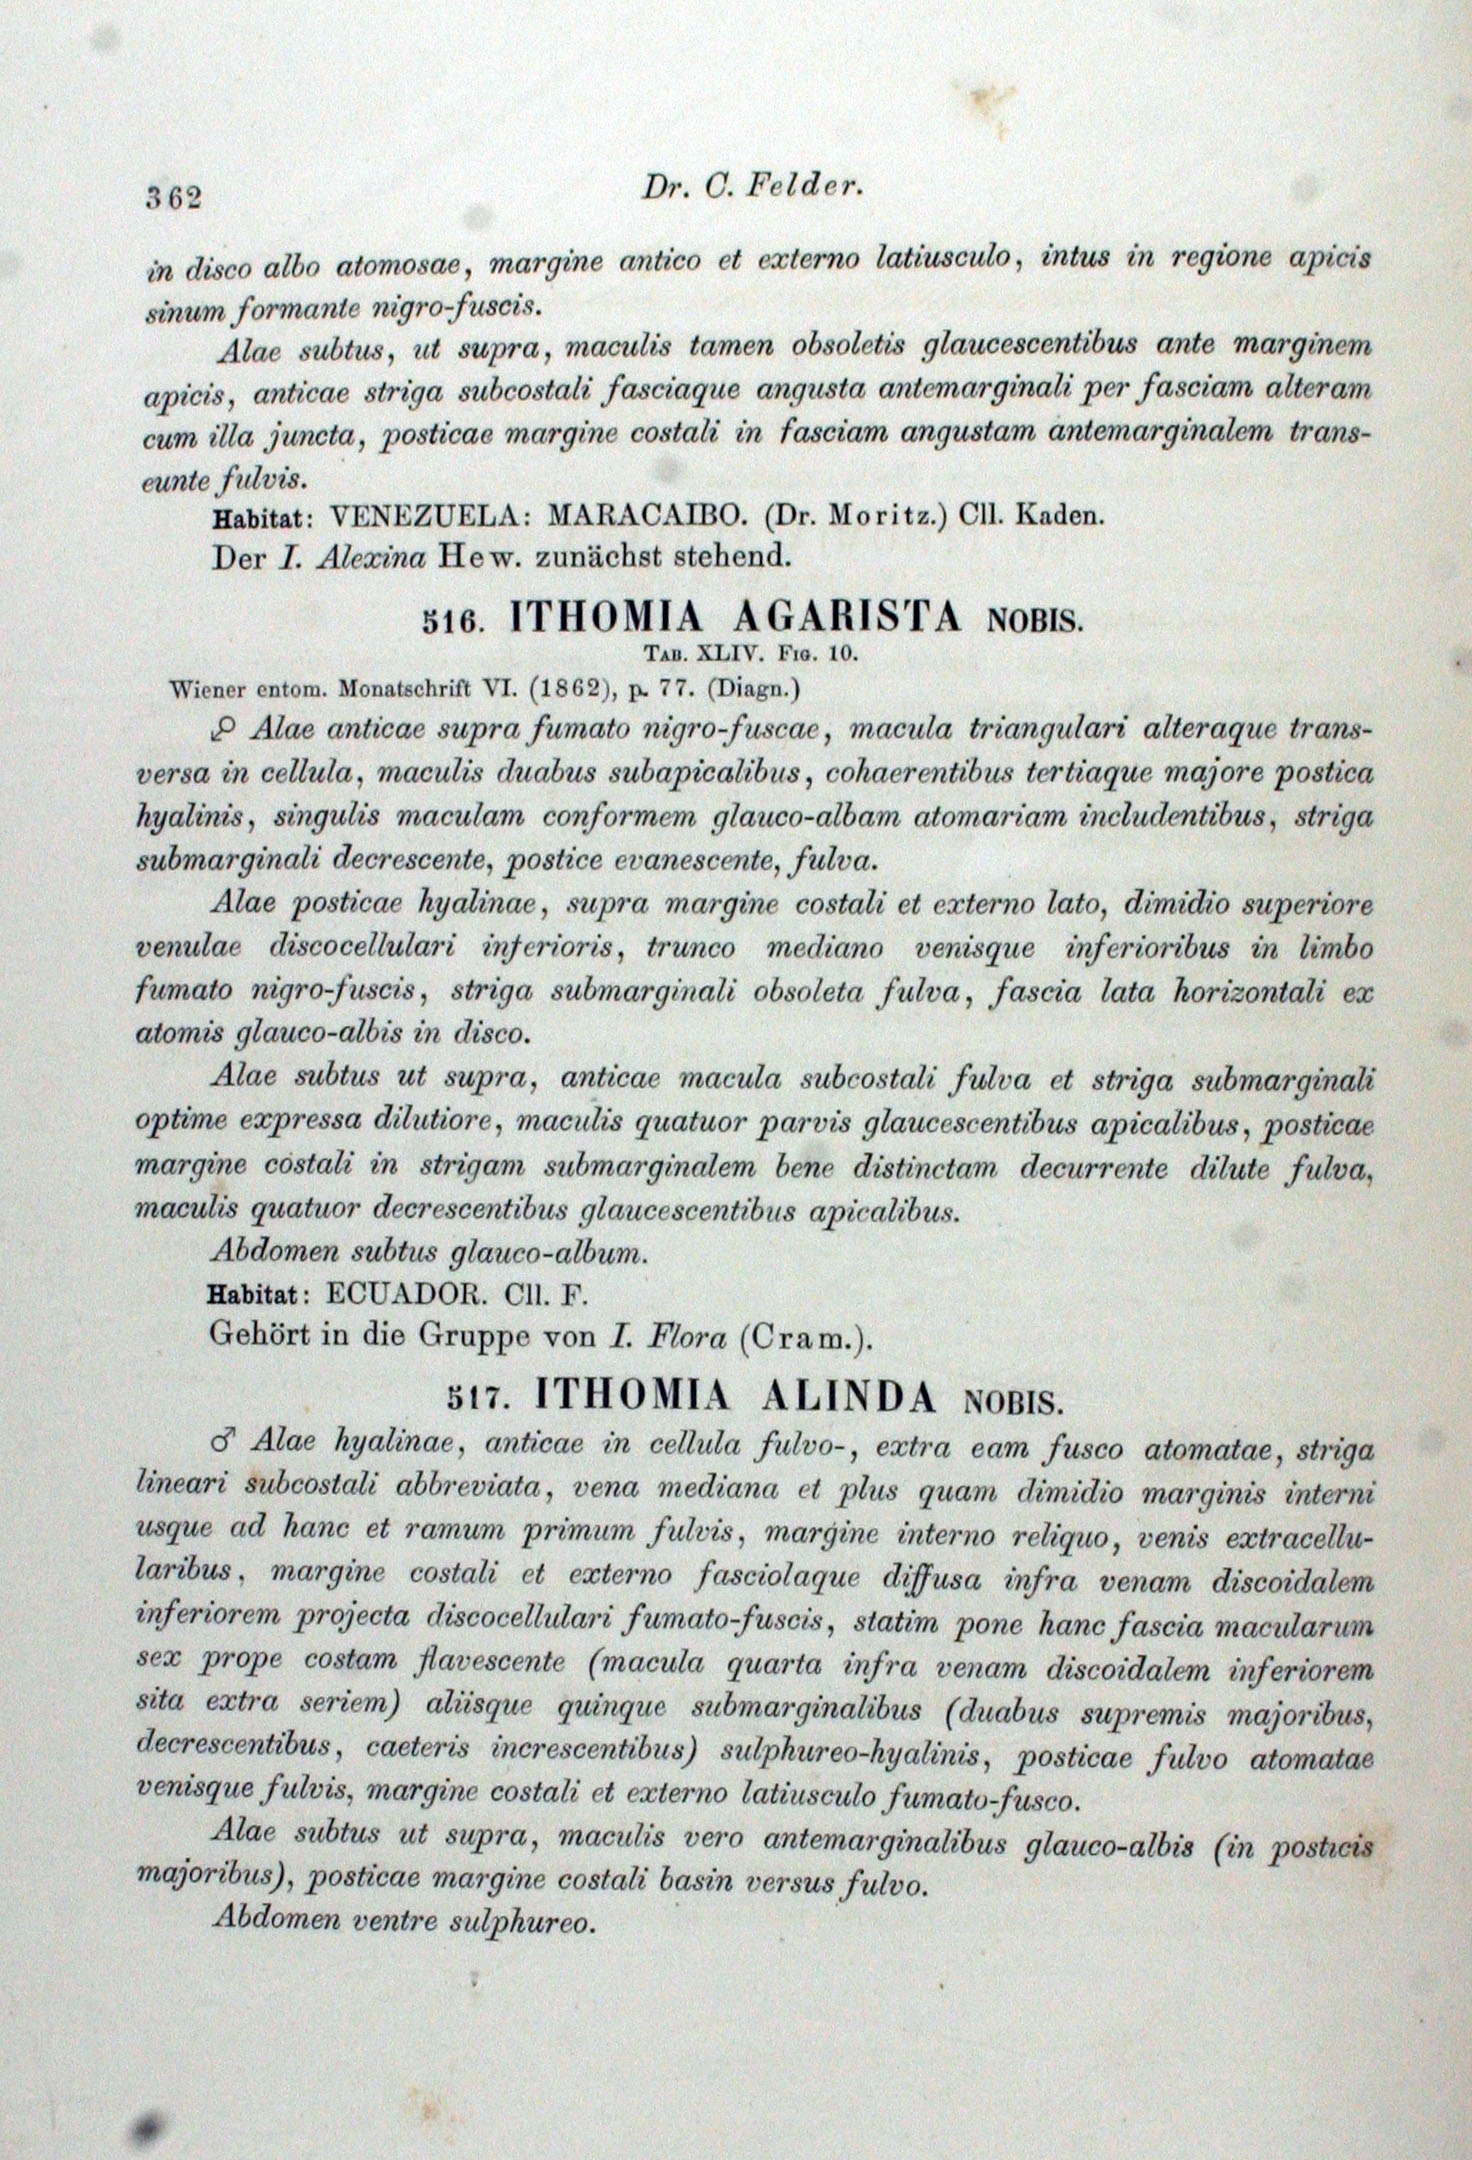 362
Dr. C. Felder.
in disco albo atomosae, margine antico et externo latiusculo, intus in regione apicis
sinum formante nigro-fuscis.
Alae subtus, ut supra, maculis tamen obsoletis glaucescentibus ante marginem
apicis, anticae striga subcostali fasciaque angusta antemarginali per fasciam alteram
cum illa juncta, posticae margine costali in fasciam angustam antemarginalem trans-
eunte fulvis.
Habitat: VENEZUELA: MARACAIBO. (Dr. Moritz.) Cll. Kaden.
Der I. Alexina Hew. zunächst stehend.
516. ITHOMIA AGARISTA NOBIS.
TAB. XLIV. FIG. 10.
Wiener entom. Monatschrift VI. (1862), p. 77. (Diagn.)
♀ Alae anticae supra fumato nigro-fuscae, macula triangulari alteraque trans-
versa in cellula, maculis duabus subapicalibus, cohaerentibus tertiaque majore postica
hyalinis, singulis maculam conformem glauco-albam atomariam includentibus, striga
submarginali decrescente, postice evanescente, fulva.
Alae posticae hyalinae, supra margine costali et externo lato, dimidio superiore
venulae discocellulari inferioris, trunco mediano venisque inferioribus in limbo
fumato nigro-fuscis, striga submarginali obsoleta fulva, fascia lata horizontali ex
atomis glauco-albis in disco.
Alae subtus ut supra, anticae macula subcostali fulva et striga submarginali
optime expressa dilutiore, maculis quatuor parvis glaucescentibus apicalibus, posticae
margine costali in strigam submarginalem bene distinctam decurrente dilute fulva,
maculis quatuor decrescentibus glaucescentibus apicalibus.
Abdomen subtus glauco-album.
Habitat: ECUADOR. Cll. F.
Gehört in die Gruppe von I. Flora (Cram.).
517. ITHOMIA ALINDA NOBIS.
♂ Alae hyalinae, anticae in cellula fulvo-, extra eam fusco atomatae, striga
lineari subcostali abbreviata, vena mediana et plus quam dimidio marginis interni
usque ad hanc et ramum primum fulvis, margine interno reliquo, venis extracellu-
laribus, margine costali et externo fasciolaque diffusa infra venam discoidalem
inferiorem projecta discocellulari fumato-fuscis, statim pone hanc fascia macularum
sex prope costam flavescente (macula quarta infra venam discoidalem inferiorem
sita extra seriem) aliisque quinque submarginalibus (duabus supremis majoribus,
decrescentibus, caeteris increscentibus) sulphureo-hyalinis, posticae fulvo atomatae
venisque fulvis, margine costali et externo latiusculo fumato-fusco.
Alae subtus ut supra, maculis vero antemarginalibus glauco-albis (in posticis
majoribus), posticae margine costali basin versus fulvo.
Abdomen ventre sulphureo.